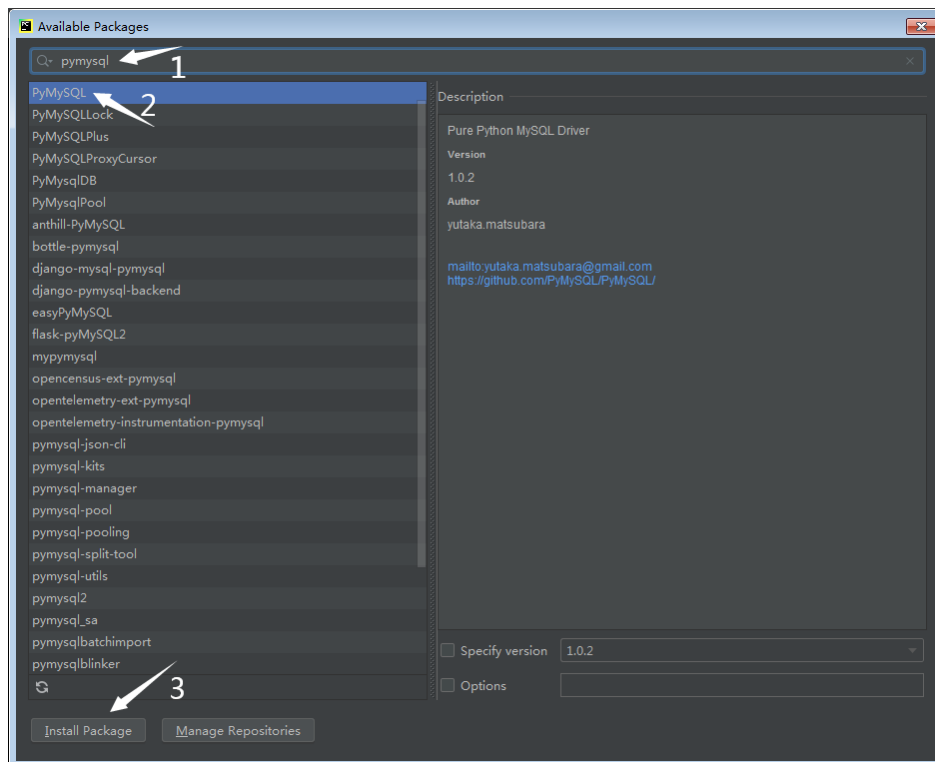 Available Packages
pymysql
1
PyMySQL
2
PyMySQLLock
PyMySQLPlus
PyMySQLProxyCursor
PyMysqlDB
PyMysqlPool
anthill-PyMySQL
bottle-pymysql
django-mysql-pymysql
django-pymysql-backend
easyPyMySQL
flask-pyMySQL2
mypymysql
opencensus-ext-pymysql
opentelemetry-ext-pymysql
opentelemetry-instrumentation-pymysql
pymysql-json-cli
pymysql-kits
pymysql-manager
pymysql-pool
pymysql-pooling
pymysql-split-tool
pymysql-utils
pymysql2
pymysql_sa
pymysqlbatchimport
pymysqlblinker
Description
Pure Python MySQL Driver
Version
1.0.2
Author
yutaka.matsubara
mailto:yutaka.matsubara@gmail.com
https://github.com/PyMySQL/PyMySQL/
Specify version 1.0.2
Options
3
Install Package Manage Repositories